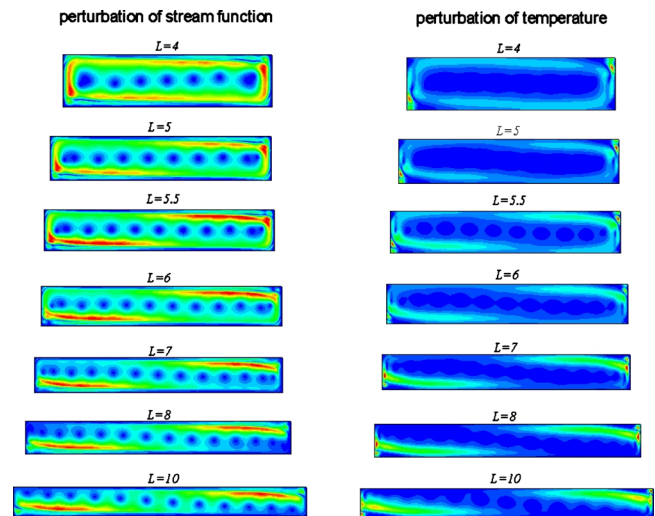 perturbation of stream function
perturbation of temperature
L=4
L=4
L=5
L=5
L=5.5
L=5.5
L=6
L=6
L=7
L=7
L=8
L=8
L=10
L=10